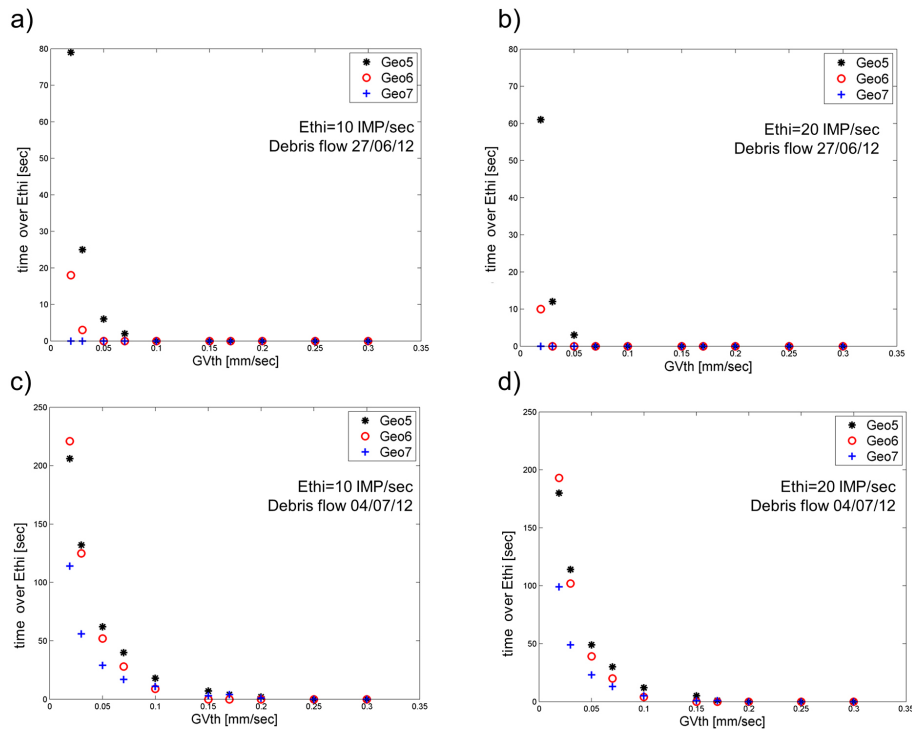 a)
80
70
60
50
40
30
20
10
0
time over Ethi [sec]
Geo5
Geo6
Geo7
Ethi=10 IMP/sec
Debris flow 27/06/12
0 0.05 0.1 0.15 0.2 0.25 0.3 0.35
GVth [mm/sec]
b)
80
70
60
50
40
30
20
10
0
time over Ethi [sec]
Geo5
Geo6
Geo7
Ethi=20 IMP/sec
Debris flow 27/06/12
0 0.05 0.1 0.15 0.2 0.25 0.3 0.35
GVth [mm/sec]
c)
250
200
150
100
50
0
time over Ethi [sec]
Geo5
Geo6
Geo7
Ethi=10 IMP/sec
Debris flow 04/07/12
0 0.05 0.1 0.15 0.2 0.25 0.3 0.35
GVth [mm/sec]
d)
250
200
150
100
50
0
time over Ethi [sec]
Geo5
Geo6
Geo7
Ethi=20 IMP/sec
Debris flow 04/07/12
0 0.05 0.1 0.15 0.2 0.25 0.3 0.35
GVth [mm/sec]